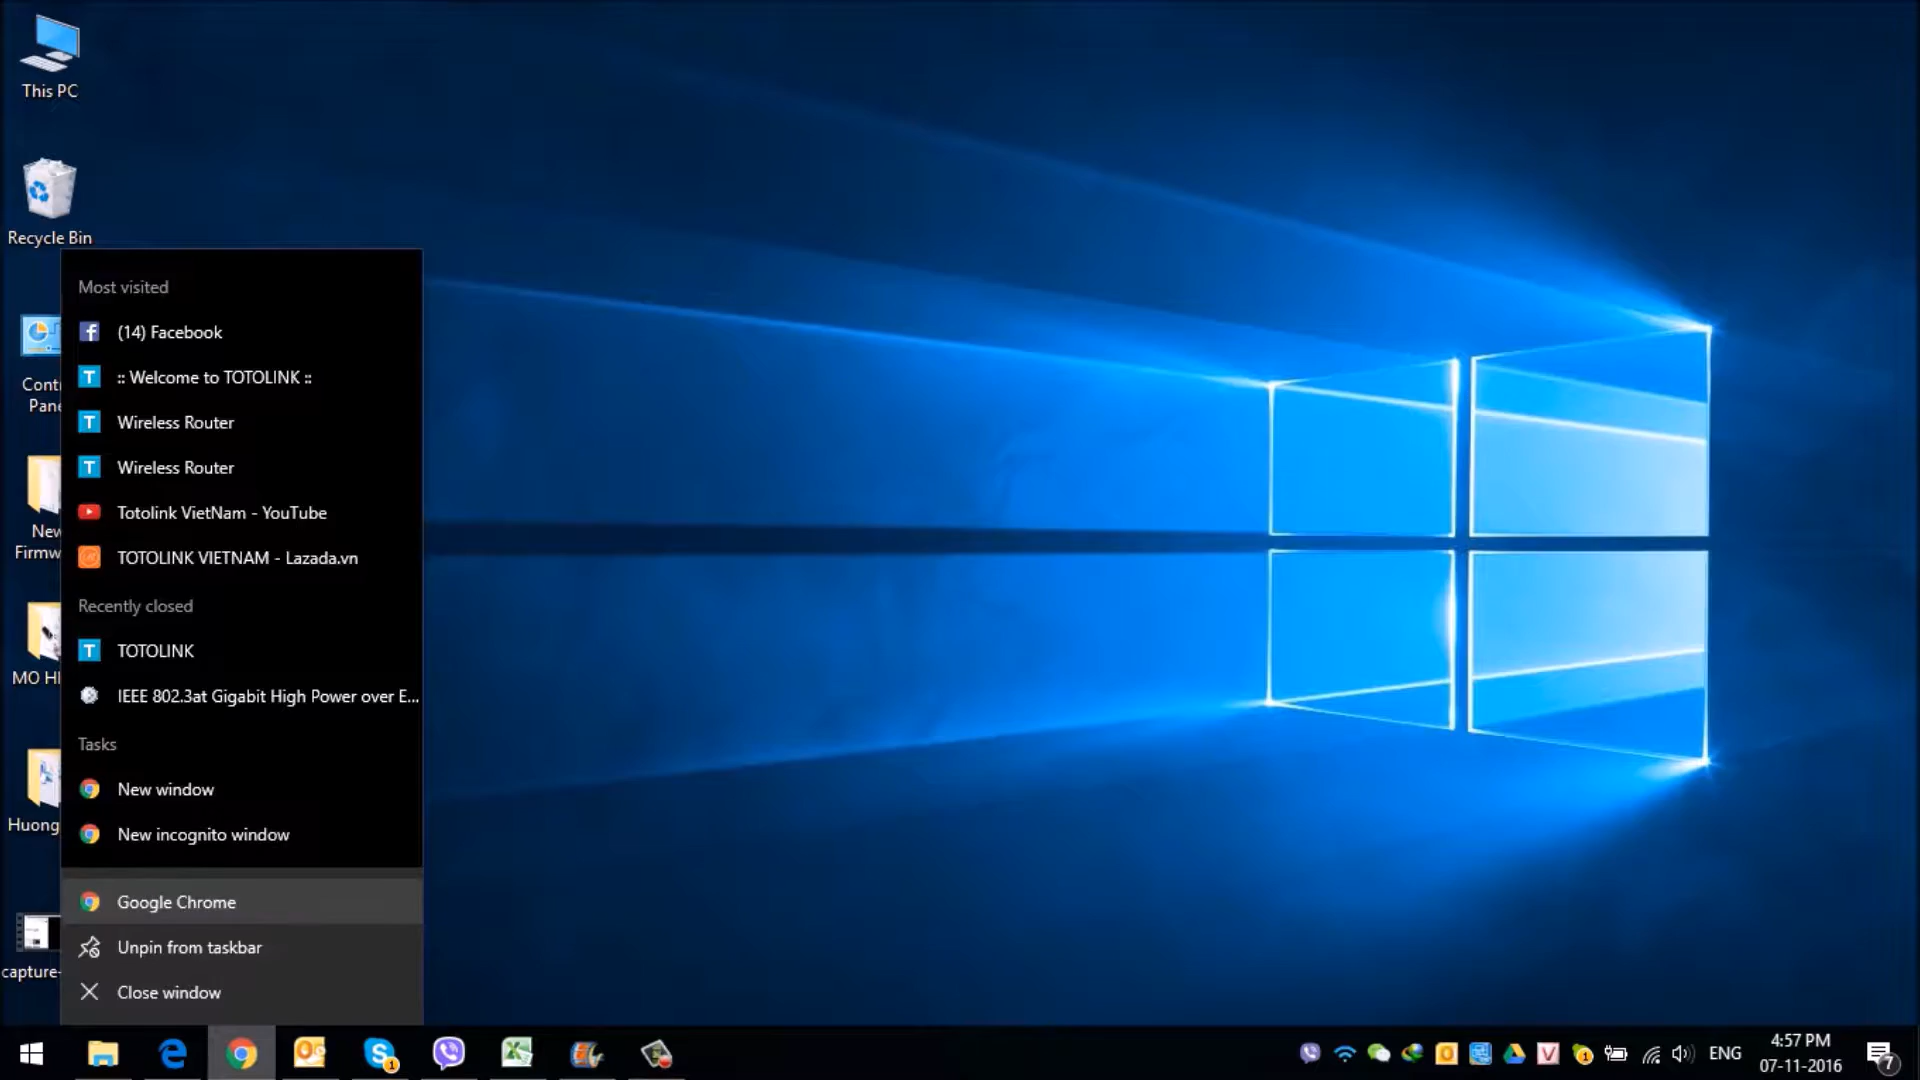 This PC
Recycle Bin
Most visited
(14) Facebook
:: Welcome to TOTOLINK ::
Wireless Router
Wireless Router
Totolink VietNam - YouTube
TOTOLINK VIETNAM - Lazada.vn
Recently closed
TOTOLINK
IEEE 802.3at Gigabit High Power over E...
Tasks
New window
New incognito window
Google Chrome
Unpin from taskbar
Close window
Cont
Pane
New
Firmw
MO HI
Huong
capture-
ENG
4:57 PM
07-11-2016
7